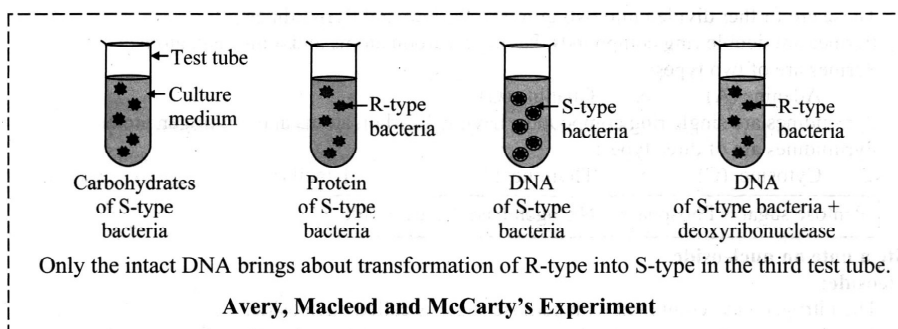 Test tube
Culture
medium
R-type
bacteria
S-type
bacteria
R-type
bacteria
Carbohydrates
of S-type
bacteria
Protein
of S-type
bacteria
DNA
of S-type
bacteria
DNA
of S-type bacteria +
deoxyribonuclease
Only the intact DNA brings about transformation of R-type into S-type in the third test tube.
Avery, Macleod and McCarty's Experiment